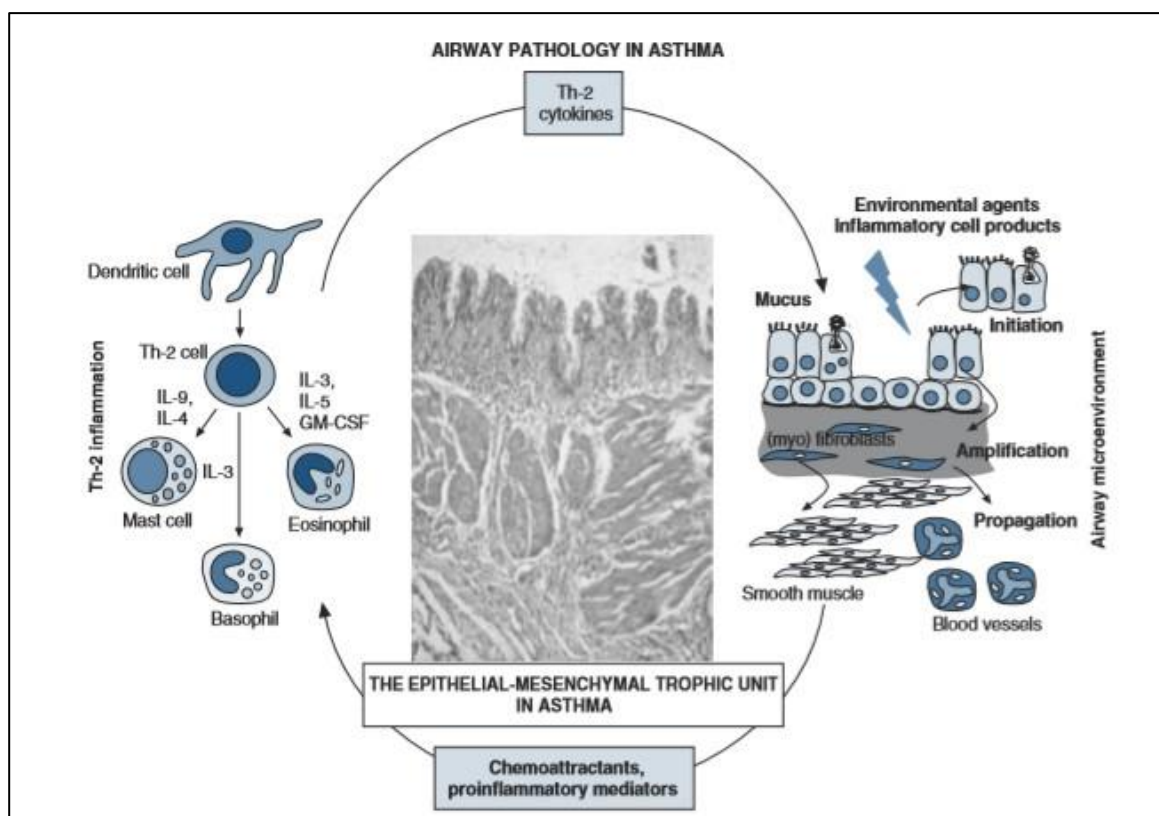 AIRWAY PATHOLOGY IN ASTHMA
Th-2
cytokines
Dendritic cell
Th-2 cell
IL-9,
IL-4
IL-3,
IL-5
GM-CSF
IL-3
Mast cell
Eosinophil
Basophil
Th-2 inflammation
Environmental agents
Inflammatory cell products
Mucus
Initiation
(myo) fibroblasts
Amplification
Propagation
Smooth muscle
Blood vessels
Airway microenvironment
THE EPITHELIAL-MESENCHYMAL TROPHIC UNIT
IN ASTHMA
Chemoattractants,
proinflammatory mediators